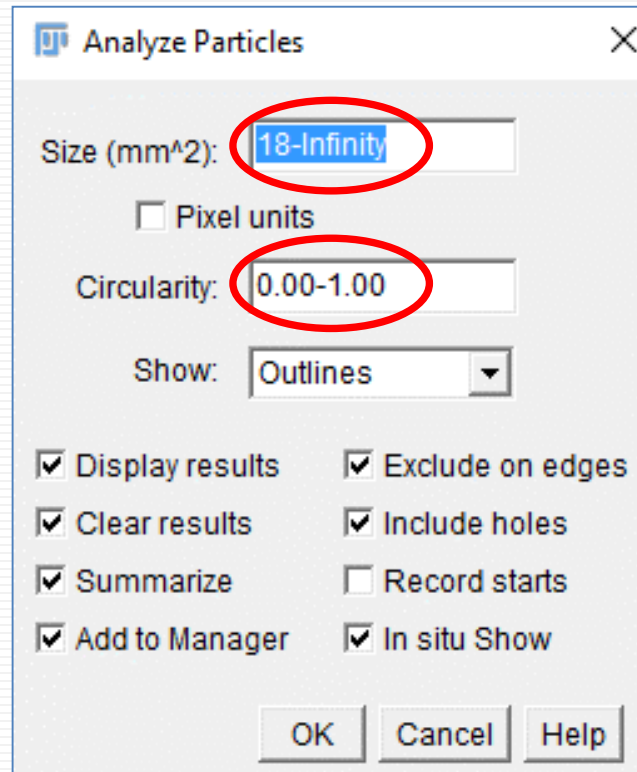 Analyze Particles
Size (mm^2): 18-Infinity
Pixel units
Circularity: 0.00-1.00
Show: Outlines
Display results Exclude on edges
Clear results Include holes
Summarize Record starts
Add to Manager In situ Show
OK Cancel Help